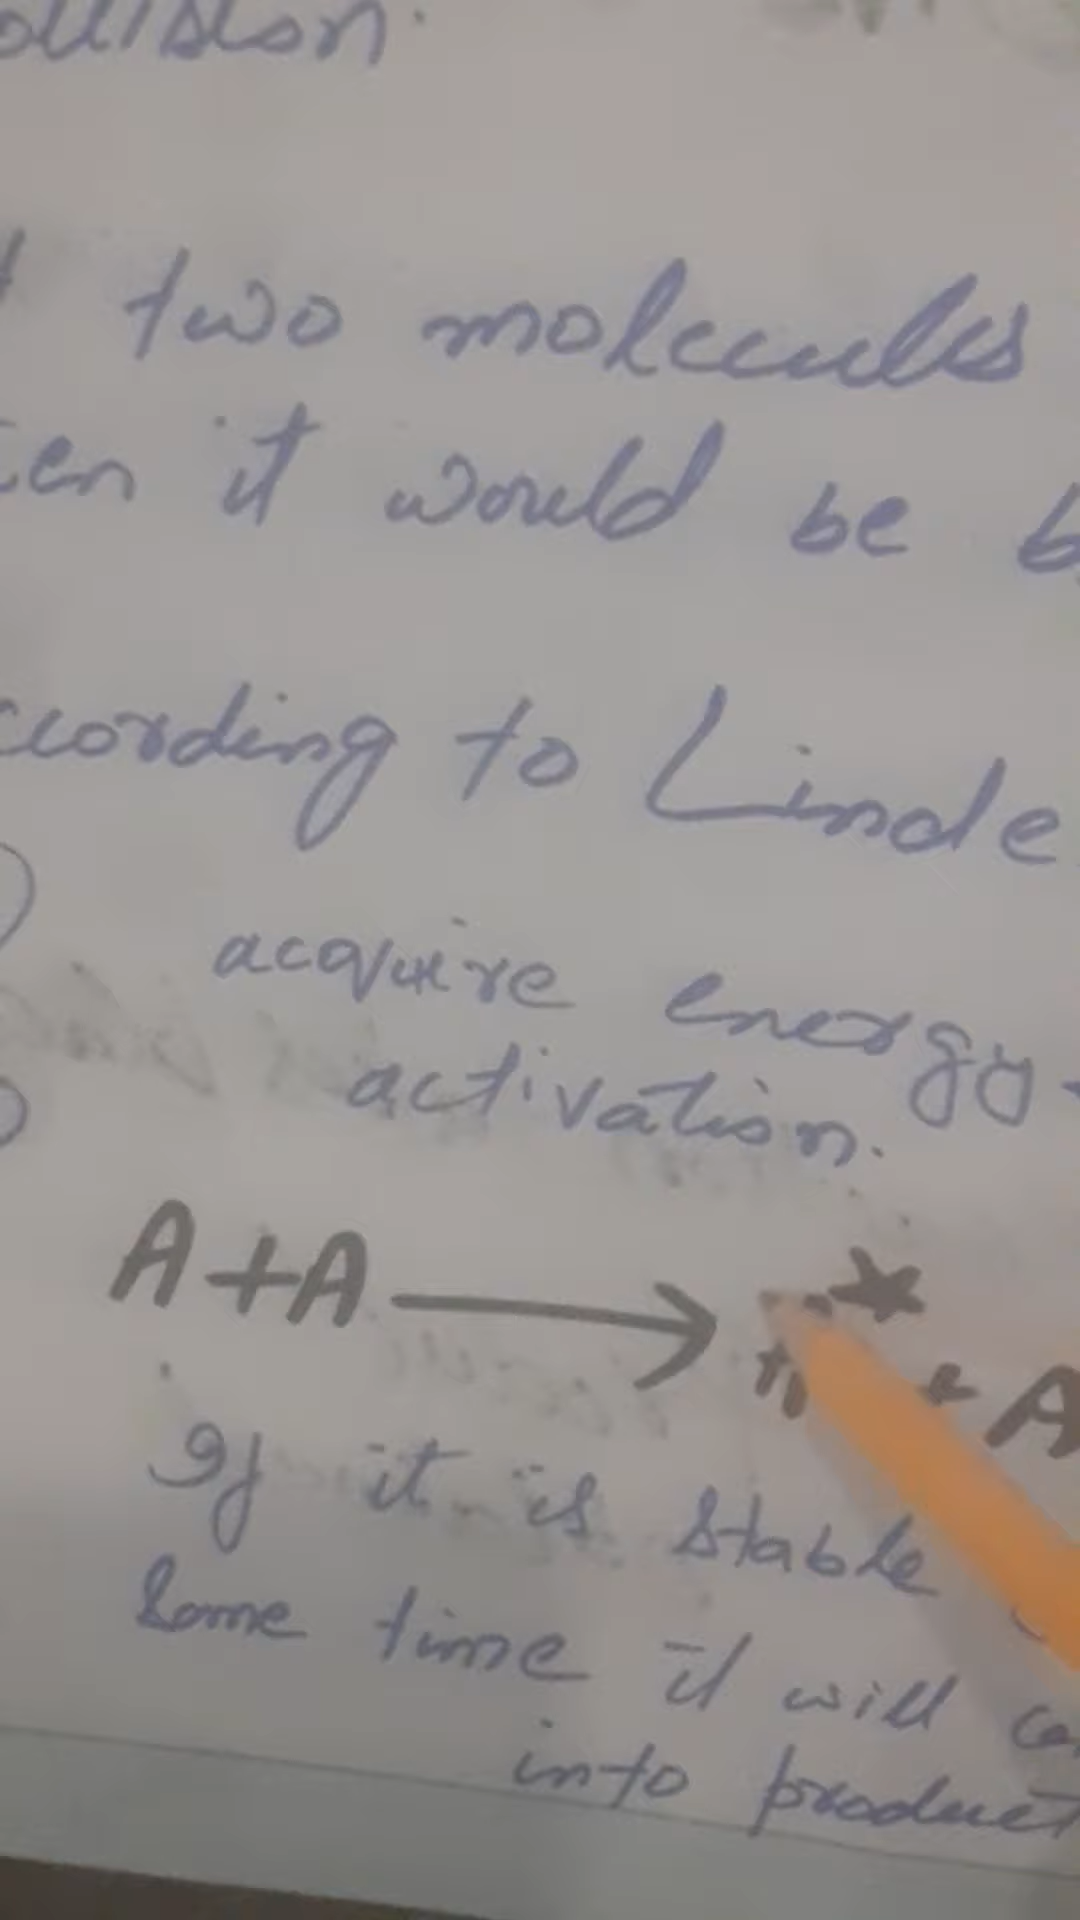 ollision.
two molecules
it would be b
cording to Linde
acquire energy
activation.
A+A → A* + A
If it is stable
Some time it will co
into product